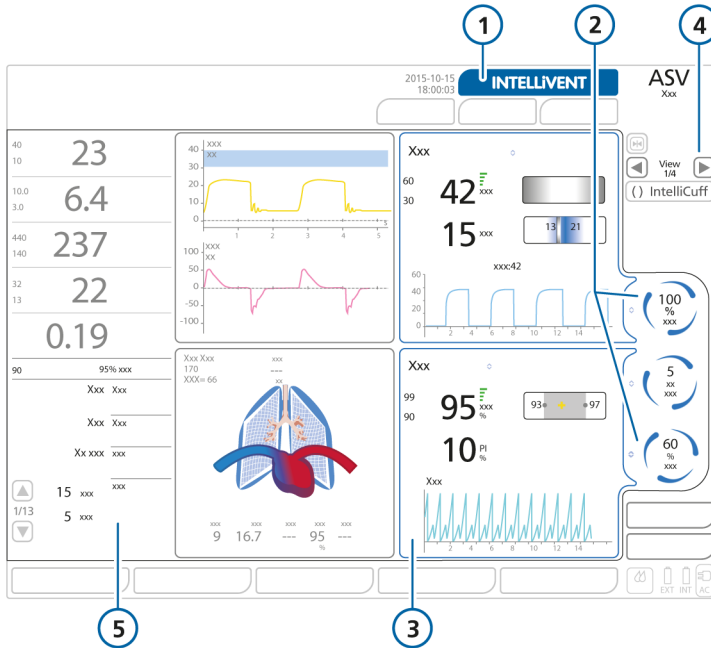 1
2
4
2015-10-15
18:00:03
INTELLiVENT
ASV
Xxx
40
10
23
10.0
3.0
6.4
440
140
237
32
13
22
0.19
90
95% xxx
Xxx Xxx
Xxx Xxx
Xx xxx xxx
xxx
15 xxx
1/13
5 xxx
xxx
xx
40
30
20
10
0
1 2 3 4 5 s
xxx
xx
100
50
0
-50
-100
Xxx Xxx
170
XXX= 66
xxx
---
xx
xxx xxx xxx xxx xxx
9 16.7 --- 95 ---
%
Xxx
60
30
42 xxx
15 xxx
13 21
xxx:42
60
40
20
0
2 4 6 8 10 12 14
Xxx
99
90
95 xxx
%
93 97
10 PI
%
Xxx
2 4 6 8 10 12 14
View
1/4
() IntelliCuff
100
%
xxx
5
xx
xxx
60
%
xxx
EXT INT AC
5
3